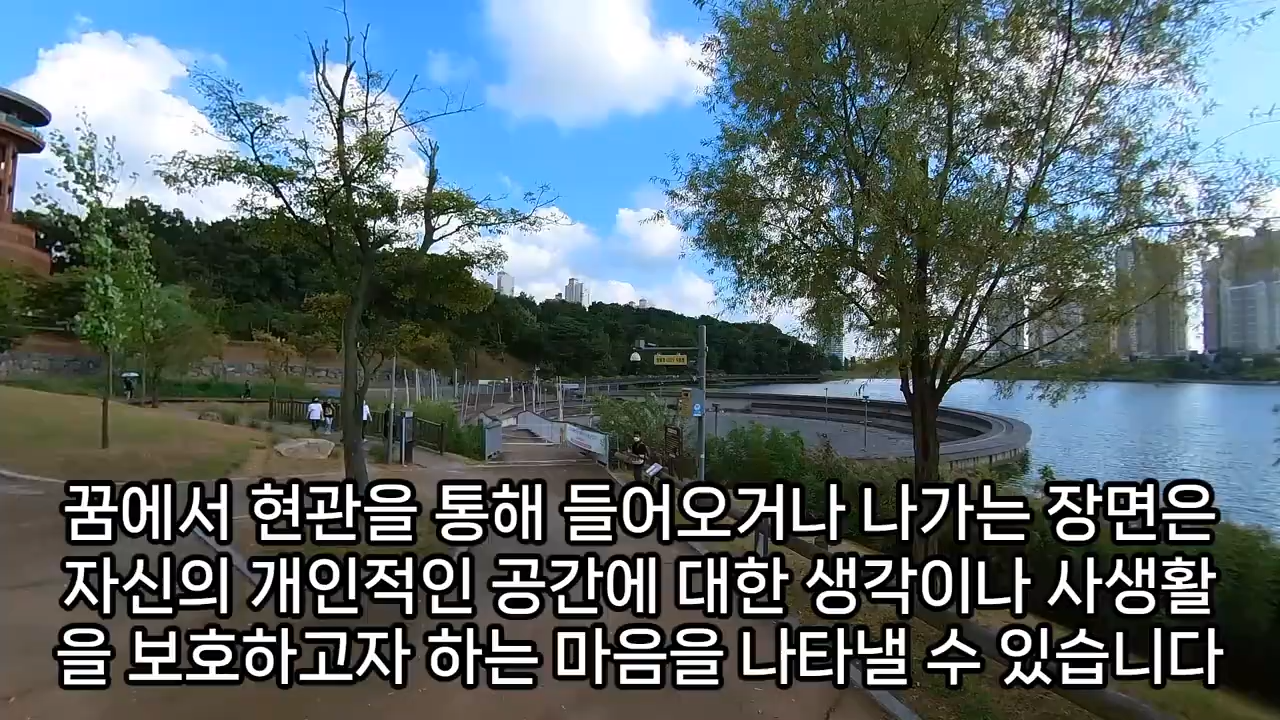 꿈에서 현관을 통해 들어오거나 나가는 장면은
자신의 개인적인 공간에 대한 생각이나 사생활
을 보호하고자 하는 마음을 나타낼 수 있습니다